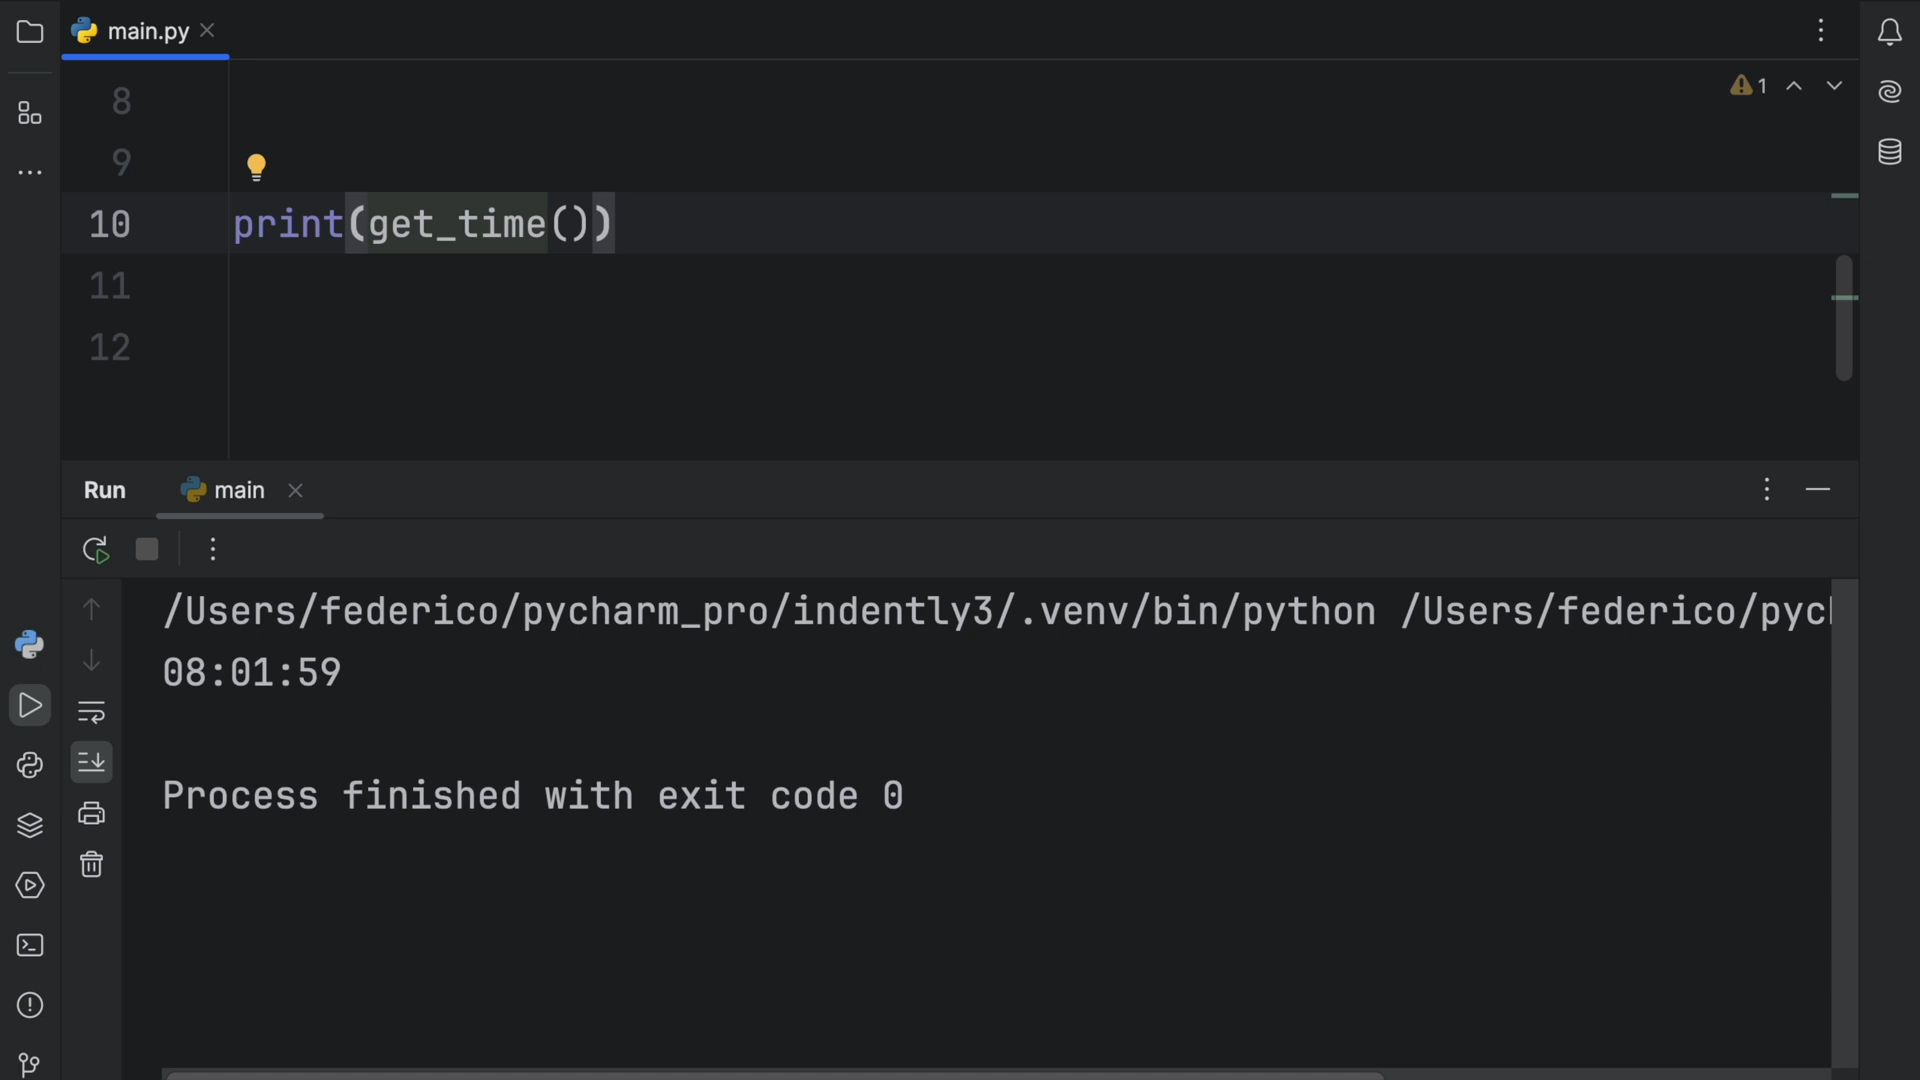 main.py
1
8
9
10 print(get_time())
11
12
Run main
/Users/federico/pycharm_pro/indently3/.venv/bin/python /Users/federico/pycl
08:01:59
Process finished with exit code 0